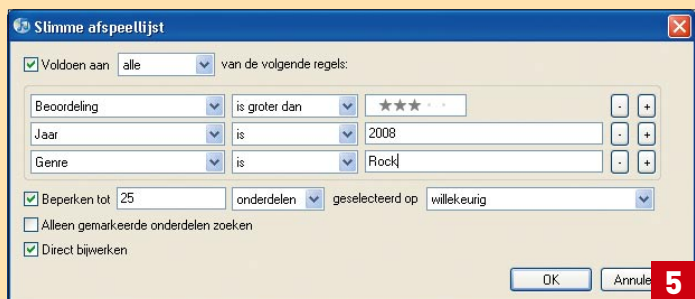 Slimme afspeellijst
Voldoen aan alle van de volgende regels:
Beoordeling is groter dan ★★★
Jaar is 2008 - +
Genre is Rock - +
Beperken tot 25 onderdelen geselecteerd op willekeurig
Alleen gemarkeerde onderdelen zoeken
Direct bijwerken
OK Annule
5